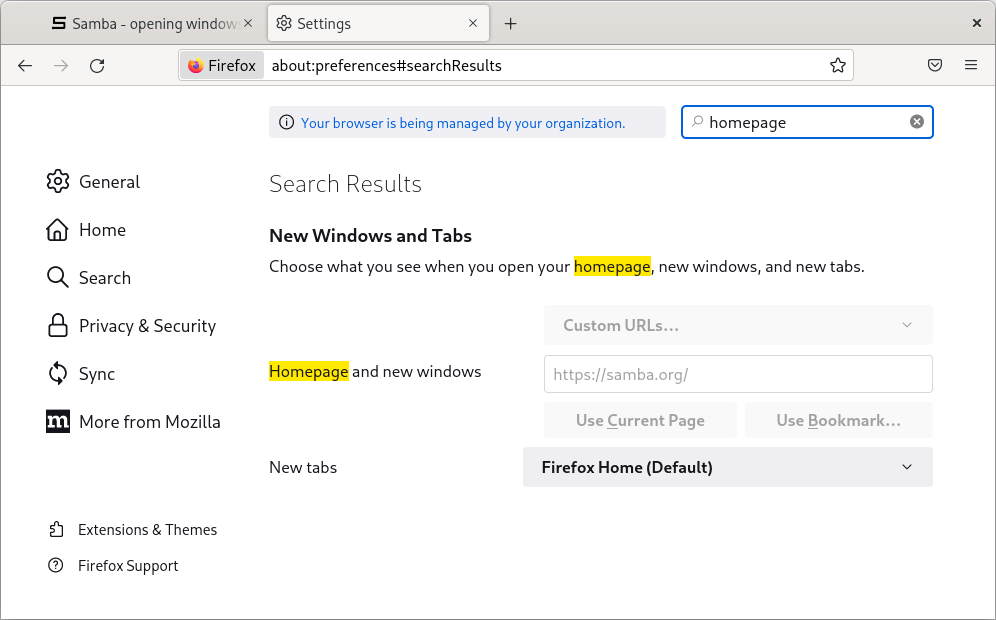 Samba - opening windows
Settings
Firefox
about:preferences#searchResults
Your browser is being managed by your organization.
homepage
General
Home
Search
Privacy & Security
Sync
m
More from Mozilla
Extensions & Themes
Firefox Support
Search Results
New Windows and Tabs
Choose what you see when you open your homepage, new windows, and new tabs.
Custom URLs...
Homepage and new windows
https://samba.org/
Use Current Page
Use Bookmark...
New tabs
Firefox Home (Default)